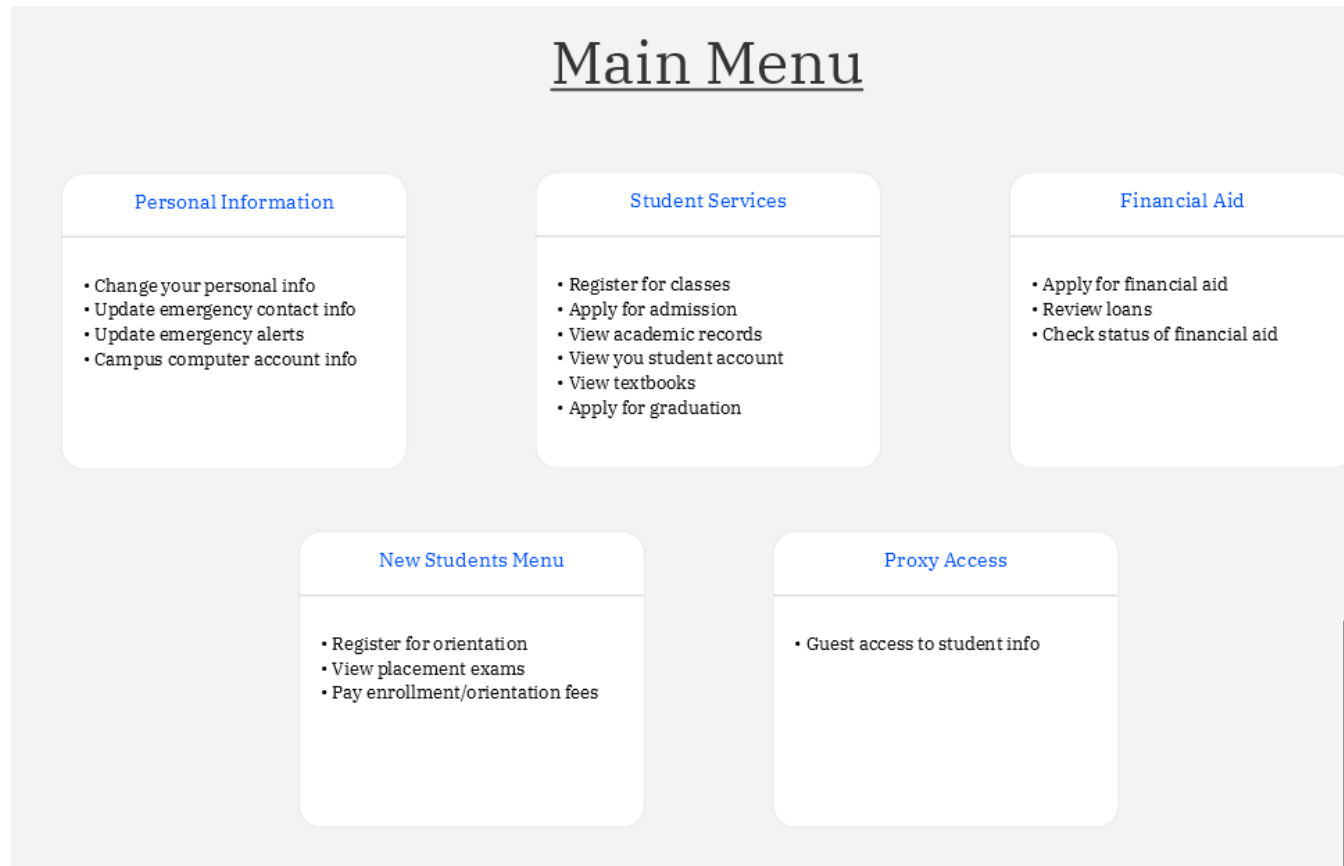 Main Menu
Personal Information
• Change your personal info
• Update emergency contact info
• Update emergency alerts
• Campus computer account info
Student Services
• Register for classes
• Apply for admission
• View academic records
• View you student account
• View textbooks
• Apply for graduation
Financial Aid
• Apply for financial aid
• Review loans
• Check status of financial aid
New Students Menu
• Register for orientation
• View placement exams
• Pay enrollment/orientation fees
Proxy Access
• Guest access to student info